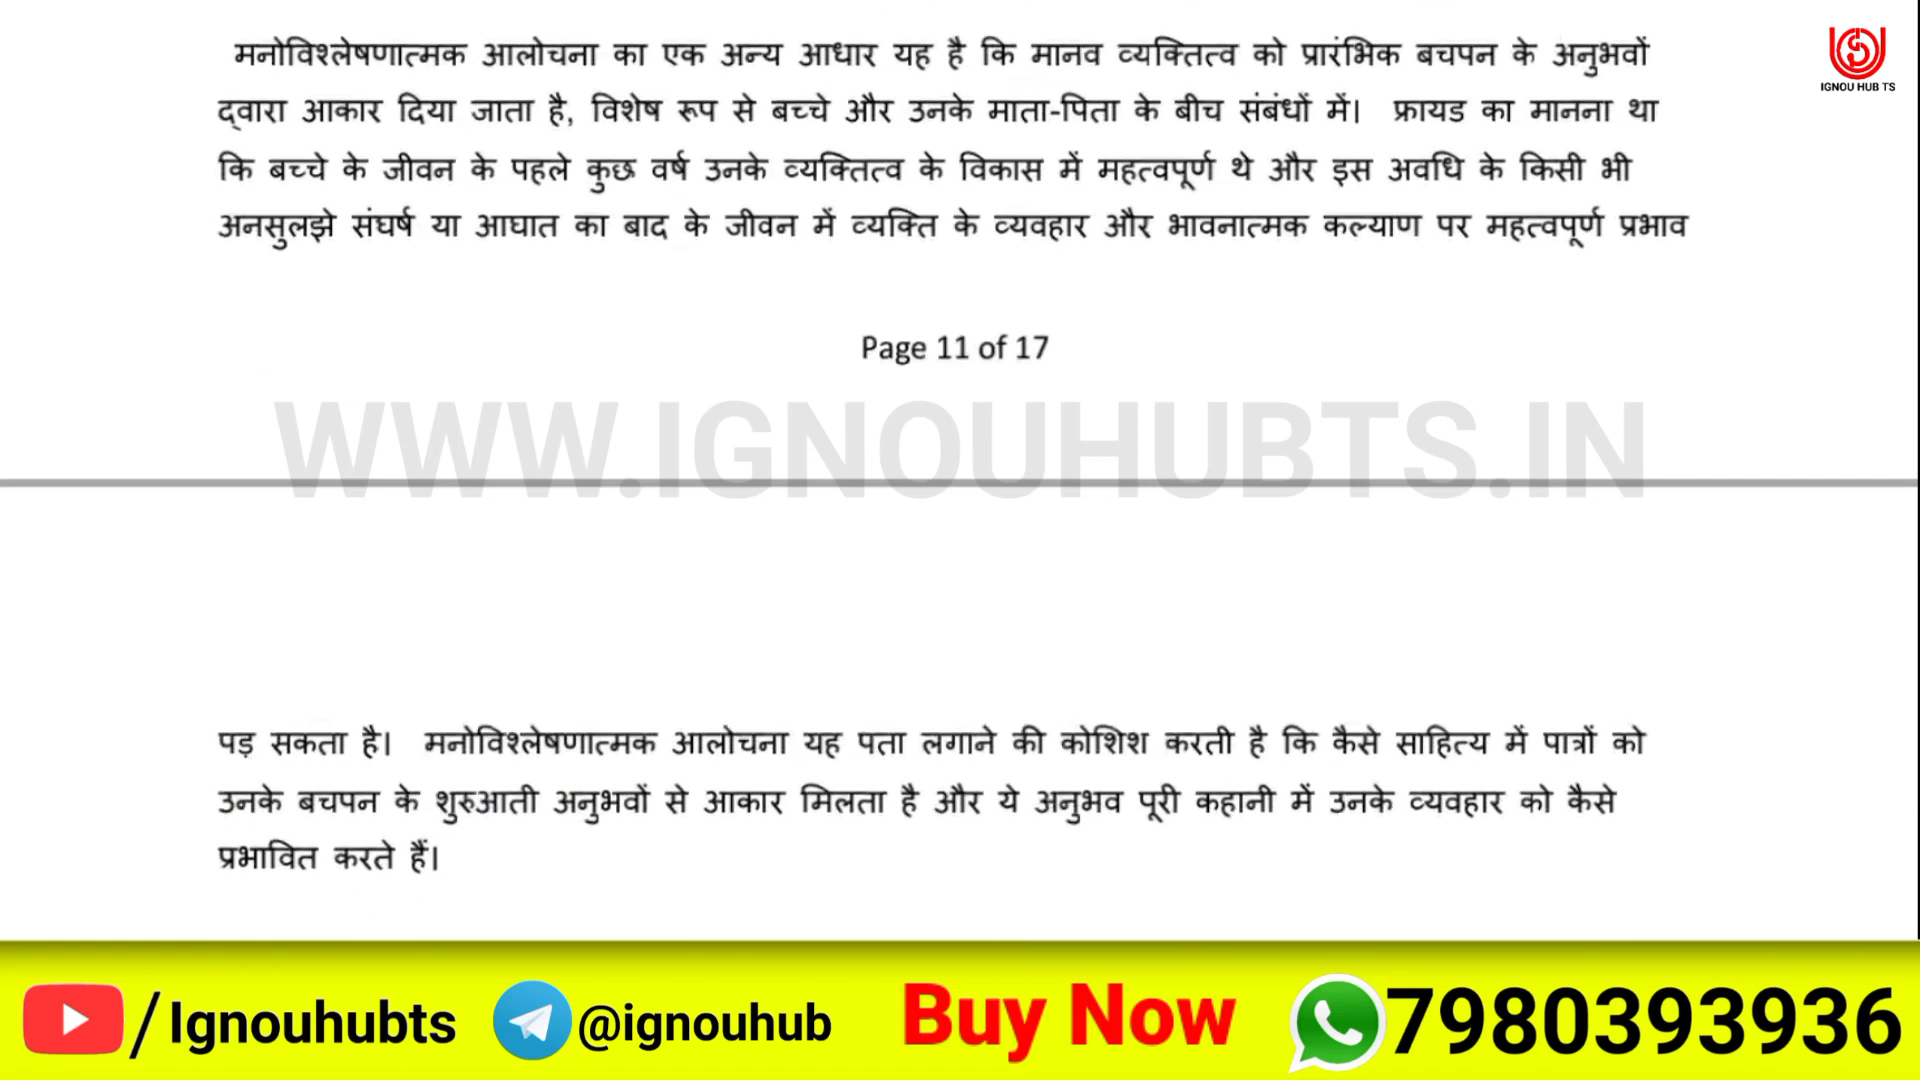 मनोविश्लेषणात्मक आलोचना का एक अन्य आधार यह है कि मानव व्यक्तित्व को प्रारंभिक बचपन के अनुभवों
द्वारा आकार दिया जाता है, विशेष रूप से बच्चे और उनके माता-पिता के बीच संबंधों में। फ्रायड का मानना था
कि बच्चे के जीवन के पहले कुछ वर्ष उनके व्यक्तित्व के विकास में महत्वपूर्ण थे और इस अवधि के किसी भी
अनसुलझे संघर्ष या आघात का बाद के जीवन में व्यक्ति के व्यवहार और भावनात्मक कल्याण पर महत्वपूर्ण प्रभाव
IGNOU HUB TS
Page 11 of 17
WWW.IGNOUHUBTS.IN
पड़ सकता है। मनोविश्लेषणात्मक आलोचना यह पता लगाने की कोशिश करती है कि कैसे साहित्य में पात्रों को
उनके बचपन के शुरुआती अनुभवों से आकार मिलता है और ये अनुभव पूरी कहानी में उनके व्यवहार को कैसे
प्रभावित करते हैं।
/Ignouhubts @ignouhub Buy Now 7980393936